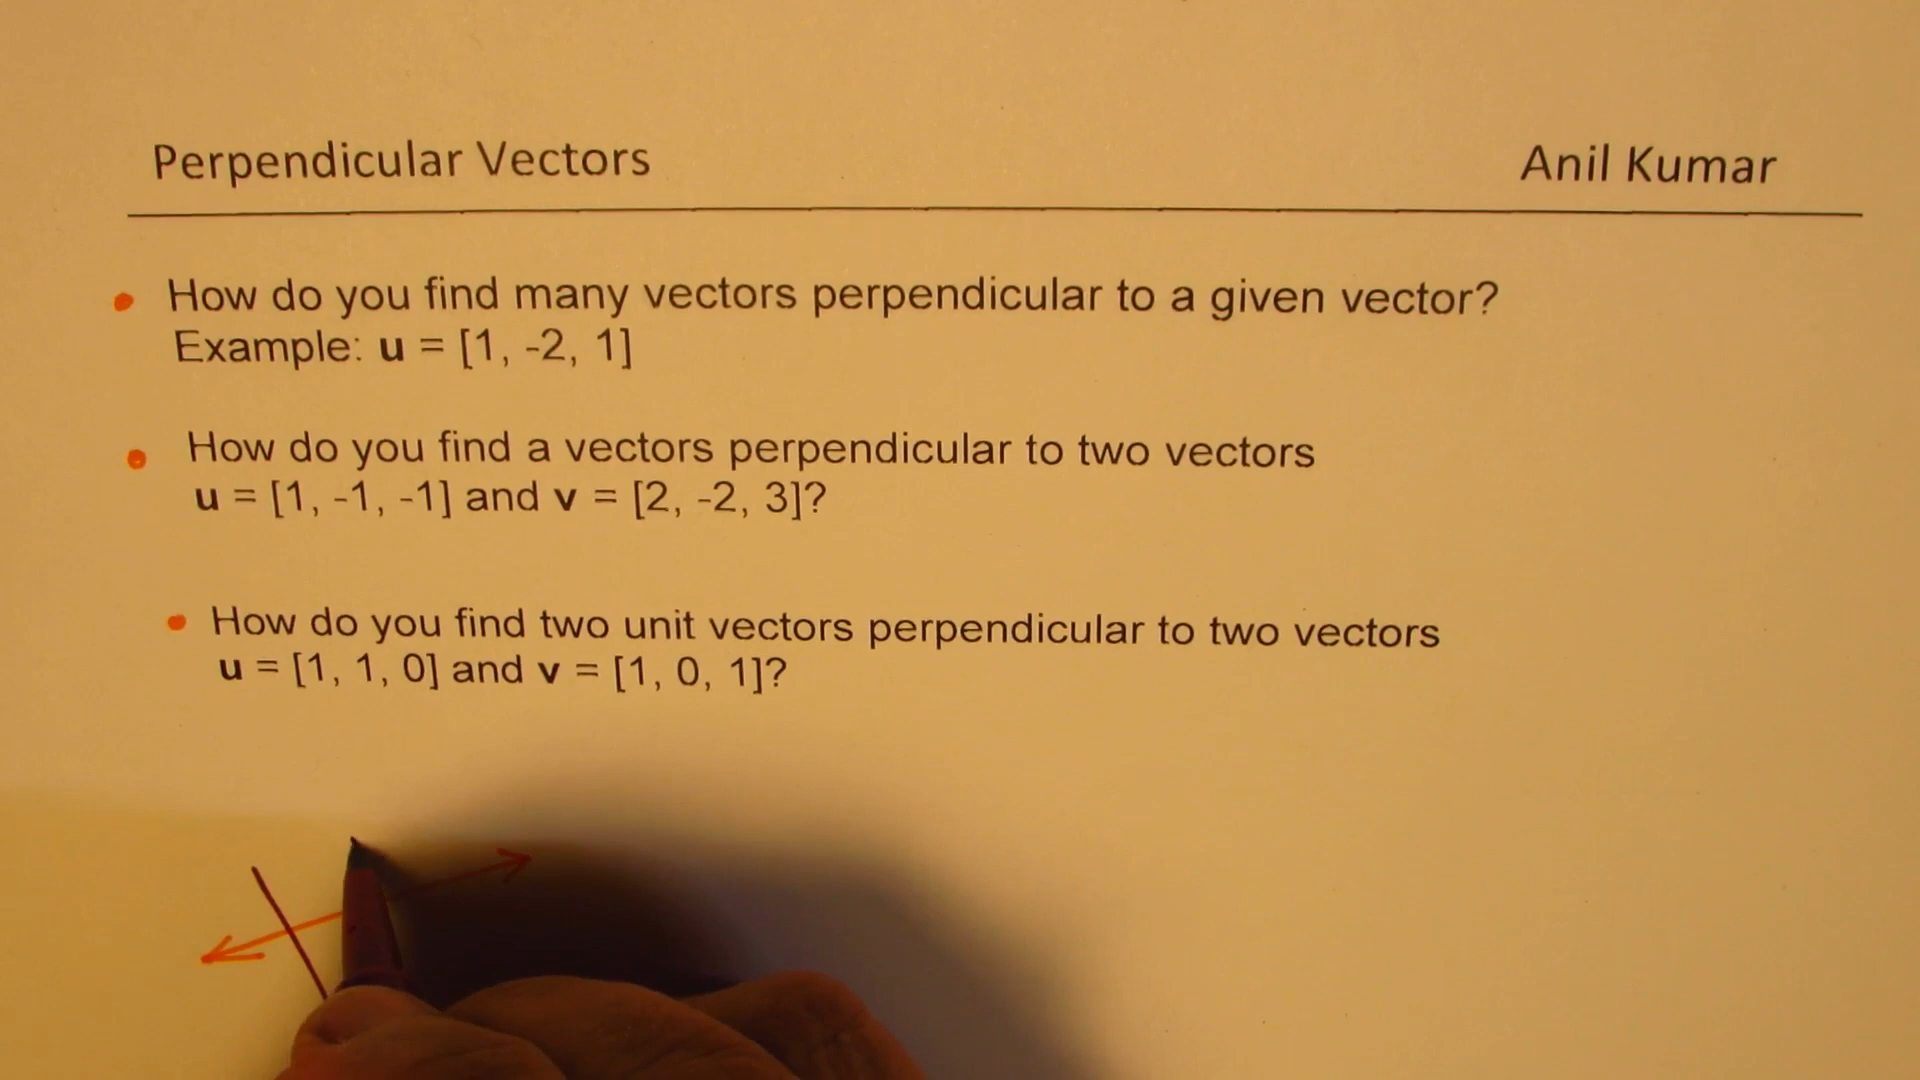 Perpendicular Vectors Anil Kumar
How do you find many vectors perpendicular to a given vector?
Example: u = [1, -2, 1]
How do you find a vectors perpendicular to two vectors
u = [1, -1, -1] and v = [2, -2, 3]?
How do you find two unit vectors perpendicular to two vectors
u = [1, 1, 0] and v = [1, 0, 1]?